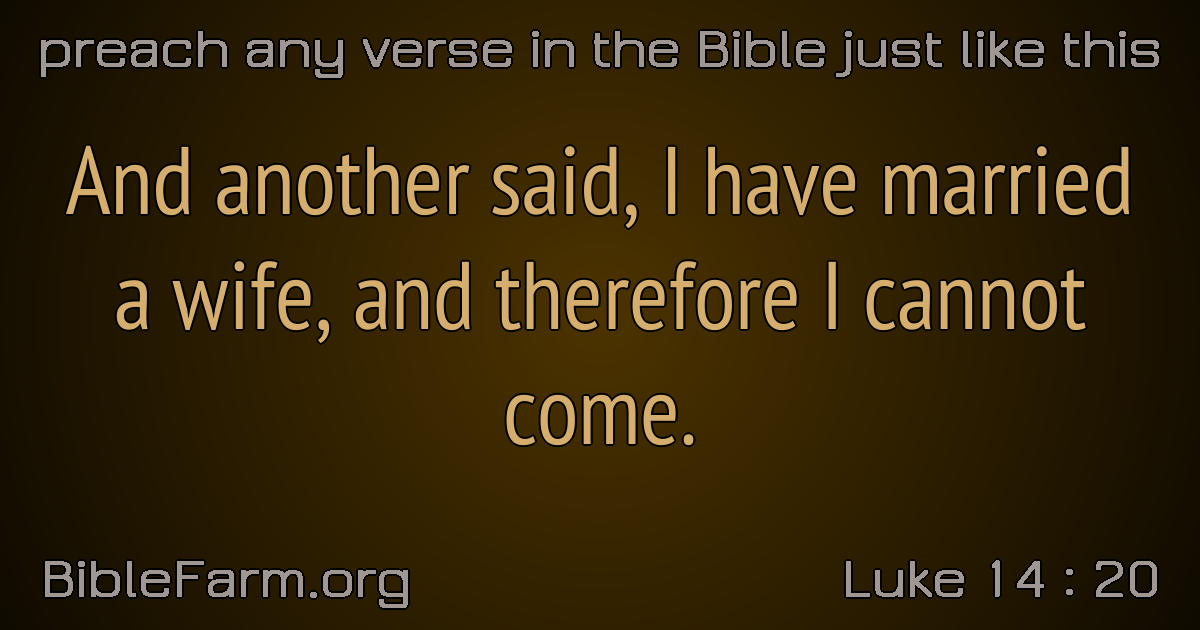 preach any verse in the Bible just like this
And another said, I have married
a wife, and therefore I cannot
come.
BibleFarm.org
Luke 14 : 20